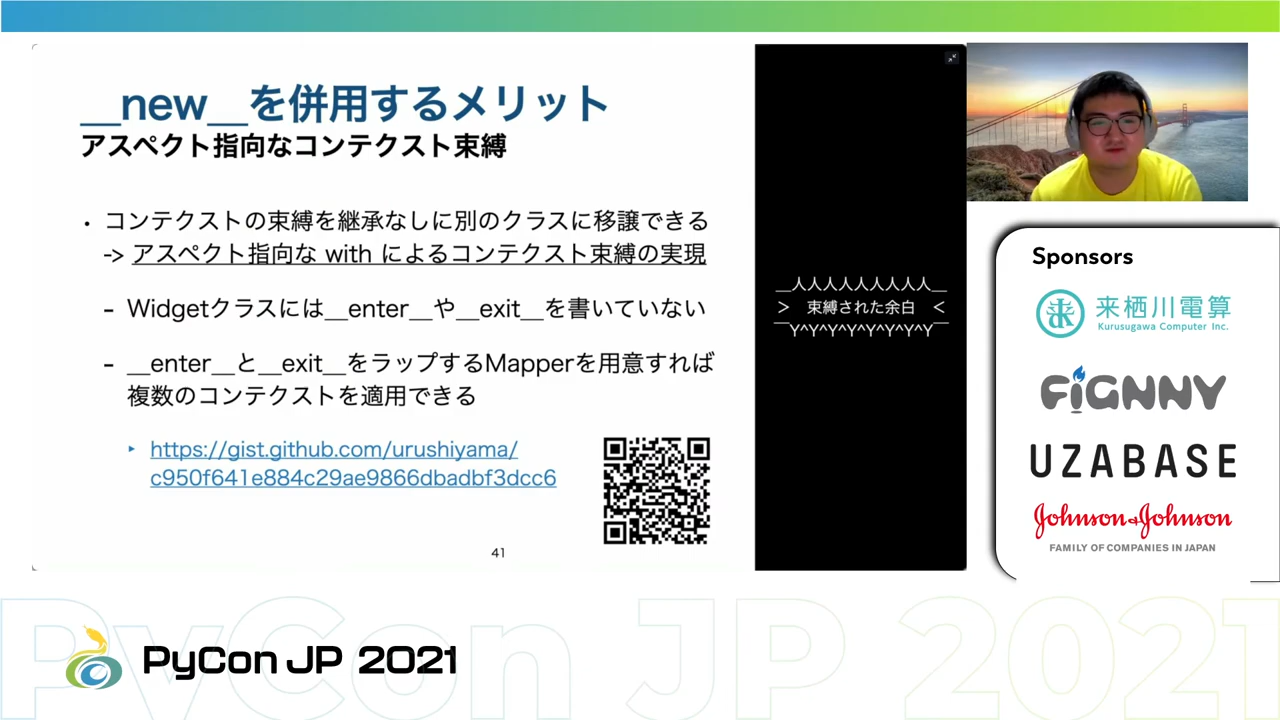 __new__を併用するメリット
アスペクト指向なコンテクスト束縛
・ コンテクストの束縛を継承なしに別のクラスに移譲できる
-> アスペクト指向な with によるコンテクスト束縛の実現
- Widgetクラスには__enter__や__exit__を書いていない
- __enter__と__exit__をラップするMapperを用意すれば
複数のコンテクストを適用できる
‣ https://gist.github.com/urushiyama/
c950f641e884c29ae9866dbadbf3dcc6
41
__人人人人人人人人人__
> 束縛された余白 <
￣Y^Y^Y^Y^Y^Y^Y^Y￣
Sponsors
来栖川電算
Kurusugawa Computer Inc.
FiGNNY
UZABASE
Johnson & Johnson
FAMILY OF COMPANIES IN JAPAN
PyCon JP 2021
PyCon JP 2021